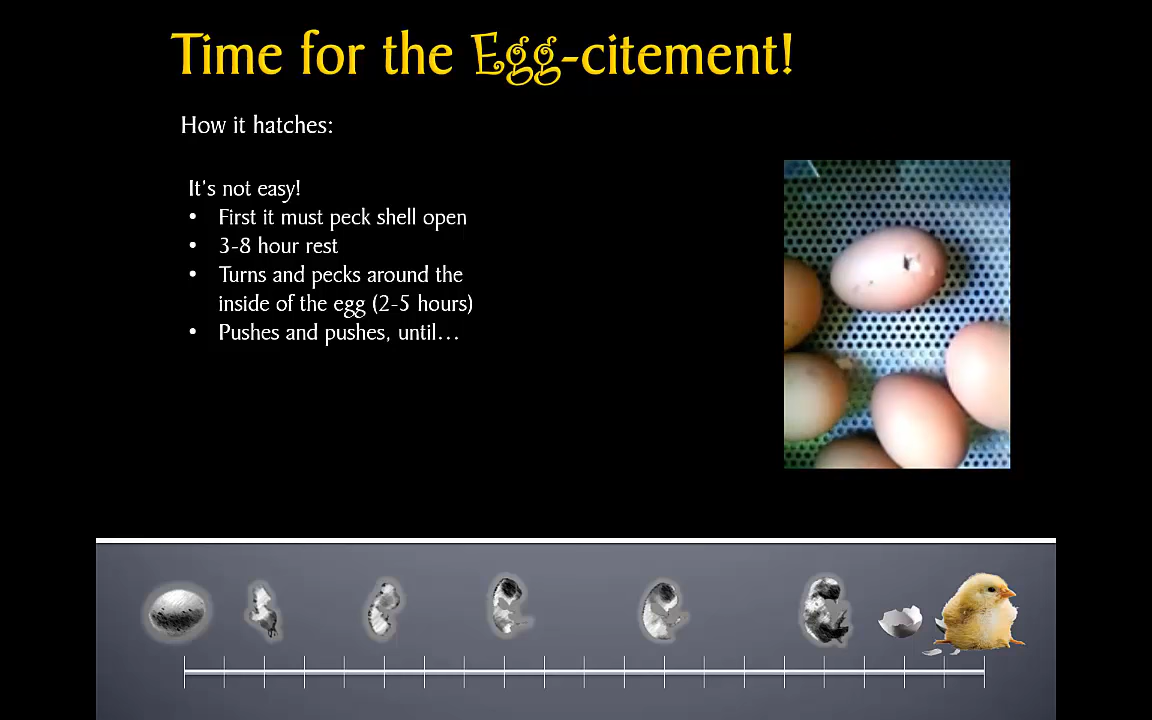 Time for the Egg-citement!
How it hatches:
It's not easy!
• First it must peck shell open
• 3-8 hour rest
• Turns and pecks around the
inside of the egg (2-5 hours)
• Pushes and pushes, until…